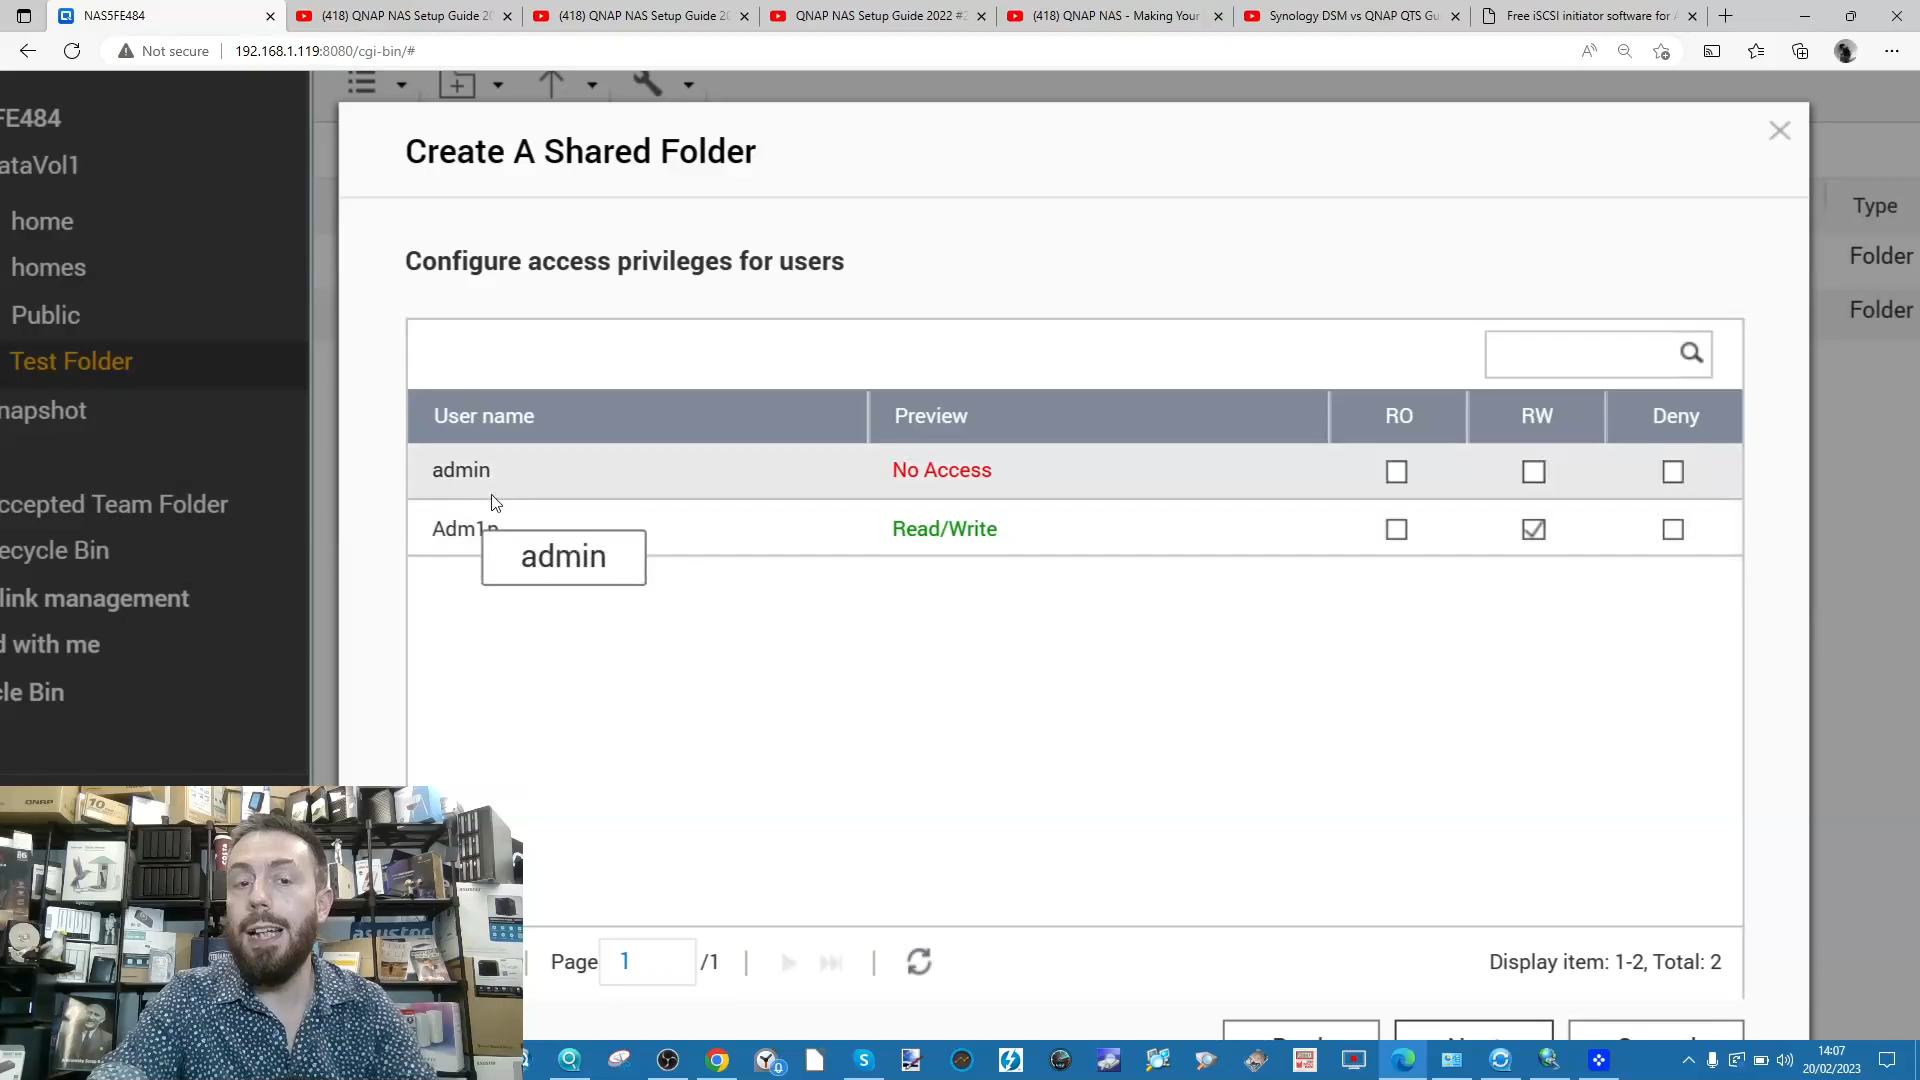 NAS5FE484
(418) QNAP NAS Setup Guide 20
(418) QNAP NAS Setup Guide 20
QNAP NAS Setup Guide 2022 #2
(418) QNAP NAS - Making Your
Synology DSM vs QNAP QTS Gu
Free iSCSI initiator software for
Not secure
192.168.1.119:8080/cgi-bin/#
FE484
ataVol1
home
homes
Public
Test Folder
napshot
ccepted Team Folder
ecycle Bin
link management
d with me
cle Bin
Create A Shared Folder
Configure access privileges for users
User name
Preview
RO
RW
Deny
admin
No Access
Adm1n
Read/Write
admin
Page
1
/1
Display item: 1-2, Total: 2
Type
Folder
Folder
QNAP
10
asustor
14:07
20/02/2023